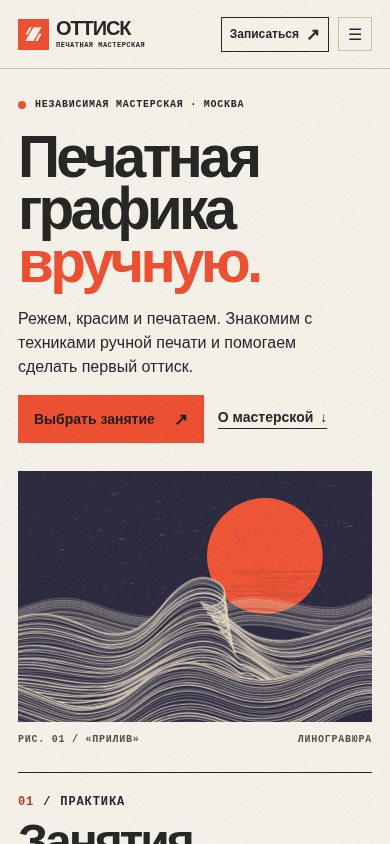 ОТТИСК
ПЕЧАТНАЯ МАСТЕРСКАЯ
Записаться ↗
☰
НЕЗАВИСИМАЯ МАСТЕРСКАЯ · МОСКВА
Печатная
графика
вручную.
Режем, красим и печатаем. Знакомим с
техниками ручной печати и помогаем
сделать первый оттиск.
Выбрать занятие ↗
О мастерской ↓
РИС. 01 / «ПРИЛИВ»
ЛИНОГРАВЮРА
01 / ПРАКТИКА
Занятия